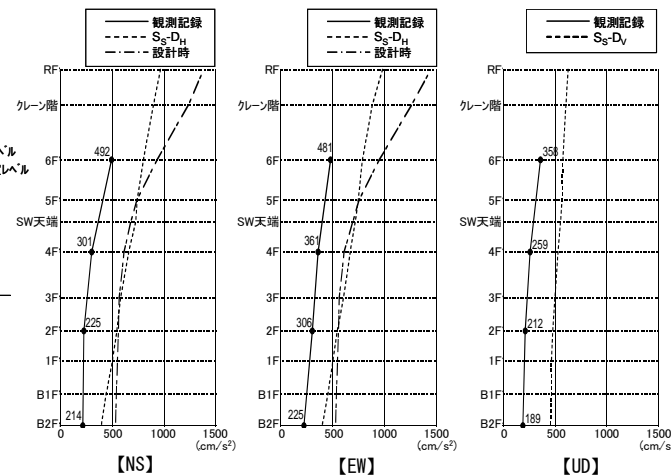 観測記録
SS-DH
設計時
RF
クレーン階
6F
5F
SW天端
4F
3F
2F
1F
B1F
B2F
492
301
225
214
0 500 1000 1500
(cm/s²)
【NS】
観測記録
SS-DH
設計時
RF
クレーン階
6F
5F
SW天端
4F
3F
2F
1F
B1F
B2F
481
361
306
225
0 500 1000 1500
(cm/s²)
【EW】
観測記録
SS-DV
RF
クレーン階
6F
5F
SW天端
4F
3F
2F
1F
B1F
B2F
358
259
212
189
0 500 1000 1500
(cm/s
【UD】